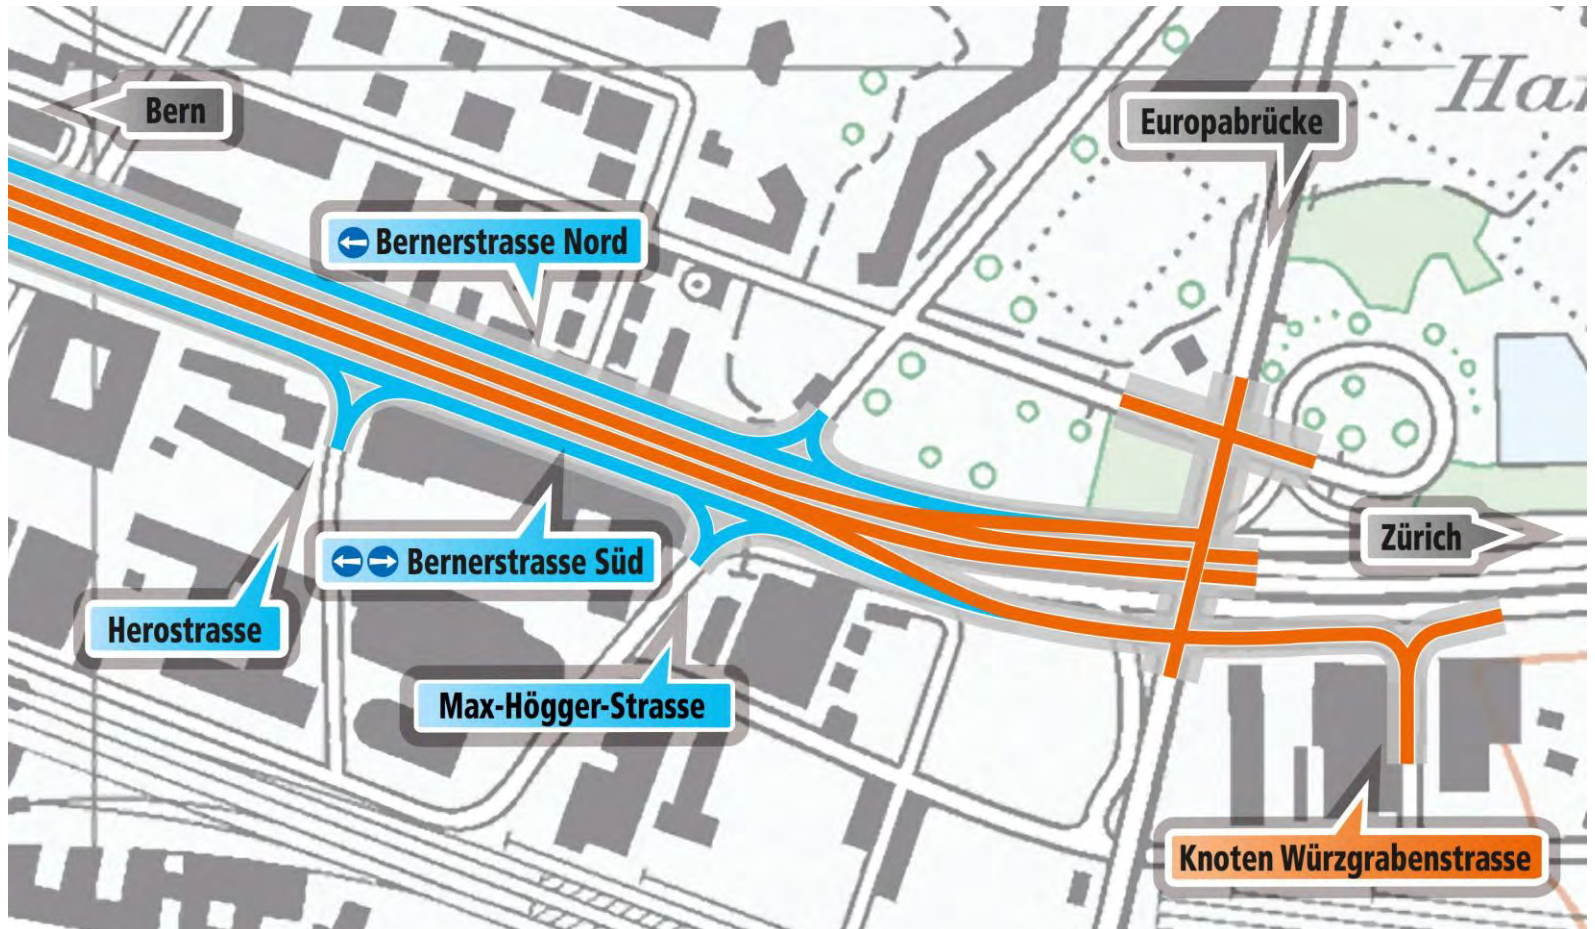 Bern
Europabrücke
Bernerstrasse Nord
Zürich
Bernerstrasse Süd
Herostrasse
Max-Högger-Strasse
Knoten Würzgrabenstrasse